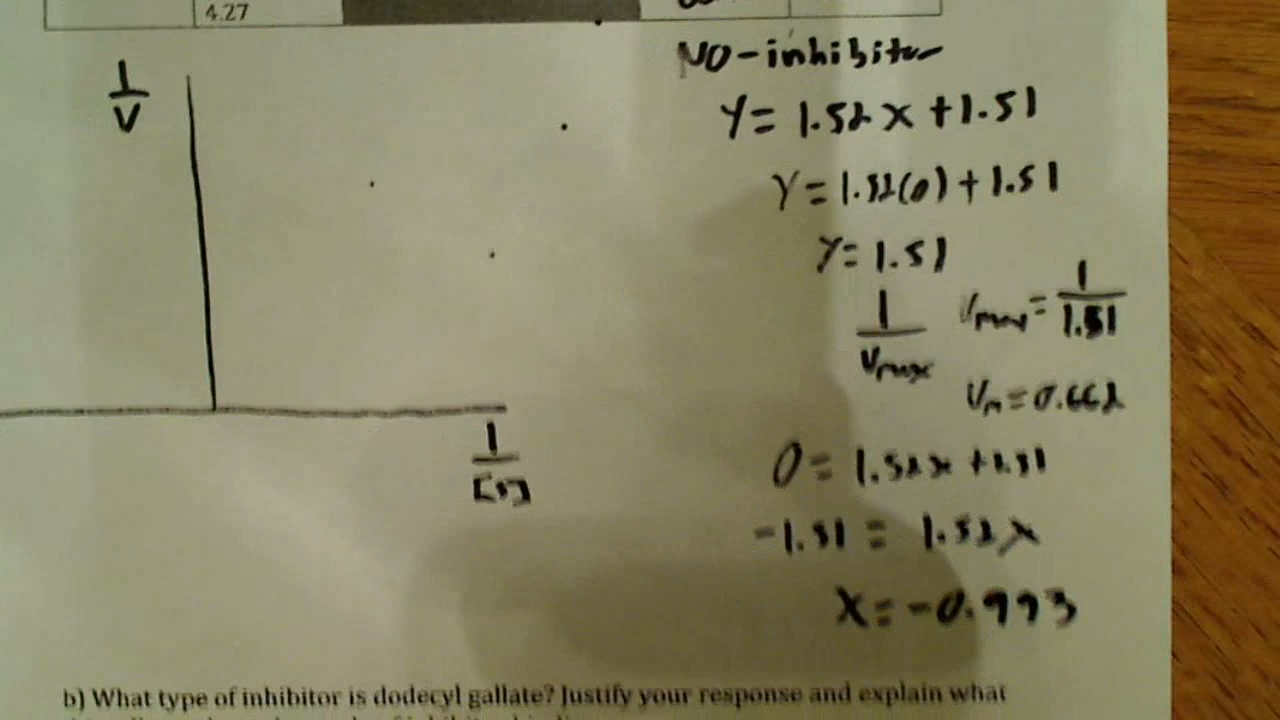 4.27
NO-inhibitor
1/V
Y = 1.52x + 1.51
Y = 1.52(0) + 1.51
Y = 1.51
1/Vmax Vmax = 1/1.51
Vm = 0.662
1/[S]
0 = 1.52x + 1.51
-1.51 = 1.52x
X = -0.993
b) What type of inhibitor is dodecyl gallate? Justify your response and explain what